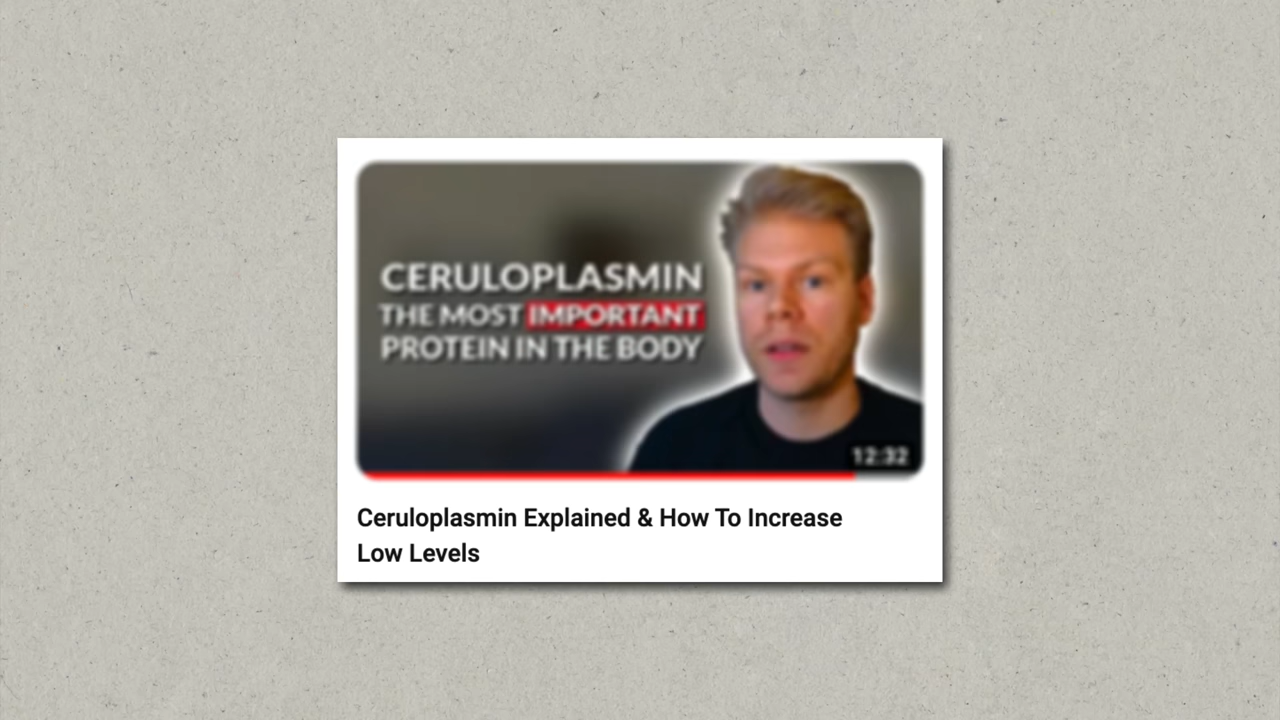 CERULOPLASMIN
THE MOST IMPORTANT
PROTEIN IN THE BODY
12:32
Ceruloplasmin Explained & How To Increase
Low Levels